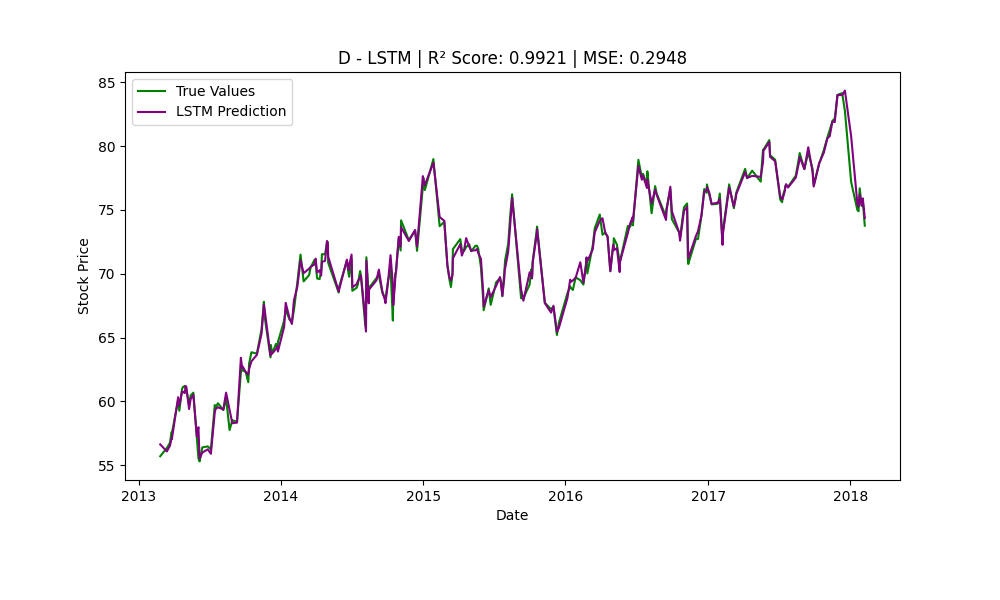 D - LSTM | R² Score: 0.9921 | MSE: 0.2948
True Values
LSTM Prediction
Stock Price
85
80
75
70
65
60
55
2013 2014 2015 2016 2017 2018
Date